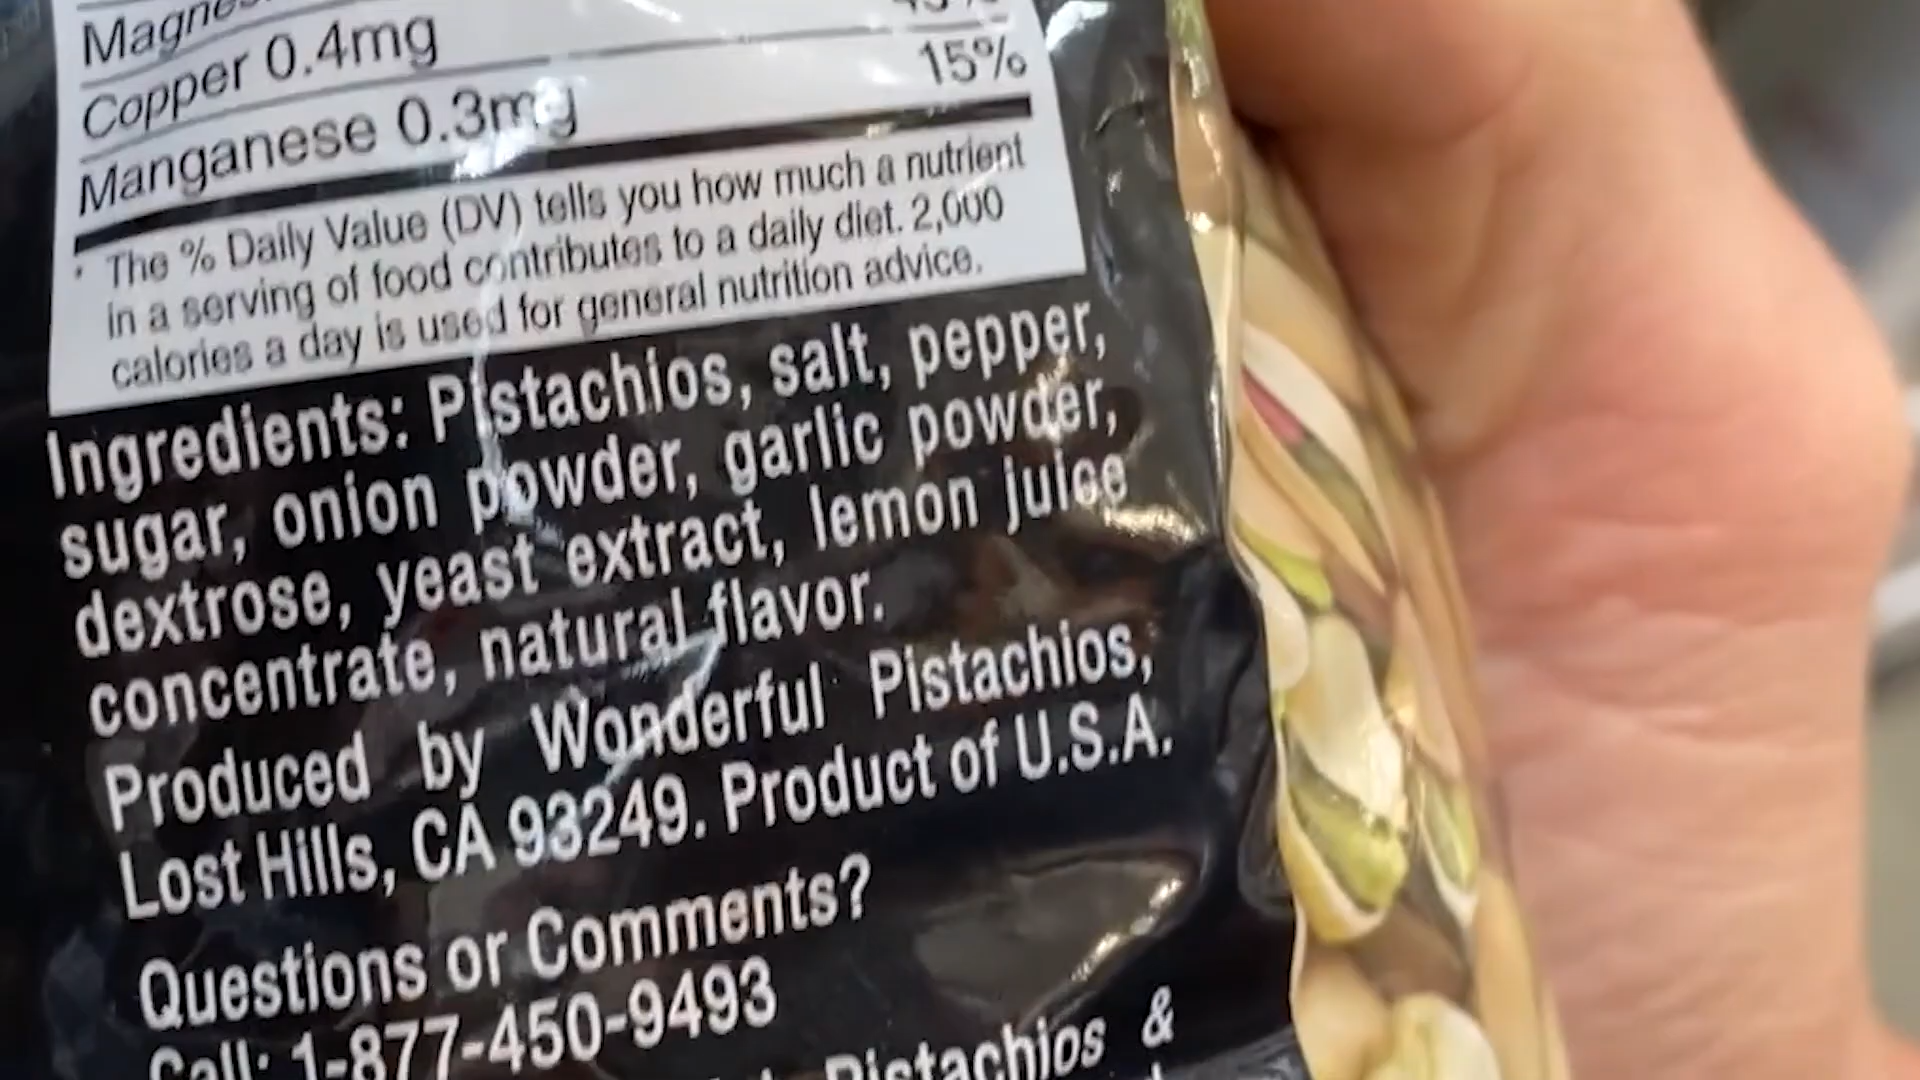 Copper 0.4mg
Manganese 0.3mg 15%
* The % Daily Value (DV) tells you how much a nutrient
in a serving of food contributes to a daily diet. 2,000
calories a day is used for general nutrition advice.
Ingredients: Pistachios, salt, pepper,
sugar, onion powder, garlic powder,
dextrose, yeast extract, lemon juice
concentrate, natural flavor.
Produced by Wonderful Pistachios,
Lost Hills, CA 93249. Product of U.S.A.
Questions or Comments?
Call: 1-877-450-9493
Pistachios &